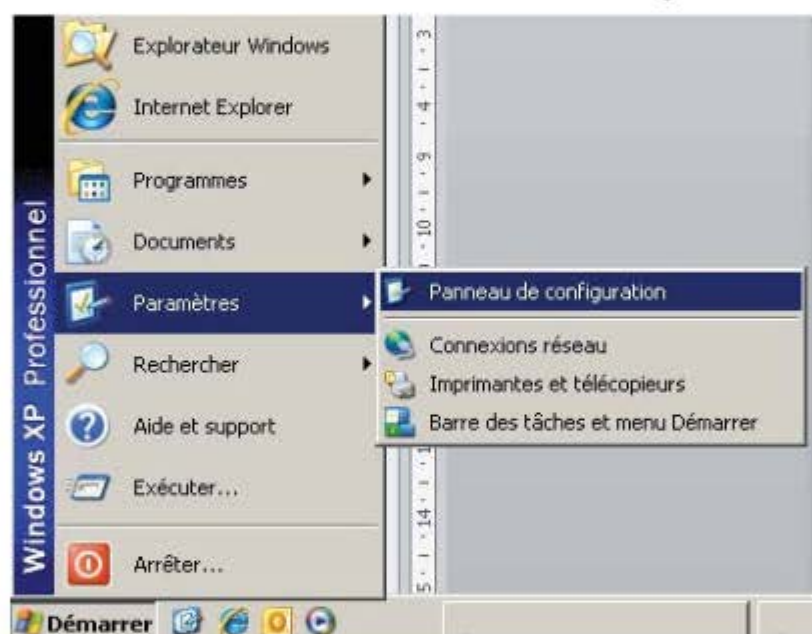 Explorateur Windows
Internet Explorer
Programmes
Documents
Paramètres
Rechercher
Aide et support
Exécuter...
Arrêter...
Windows XP Professionnel
Panneau de configuration
Connexions réseau
Imprimantes et télécopieurs
Barre des tâches et menu Démarrer
Démarrer